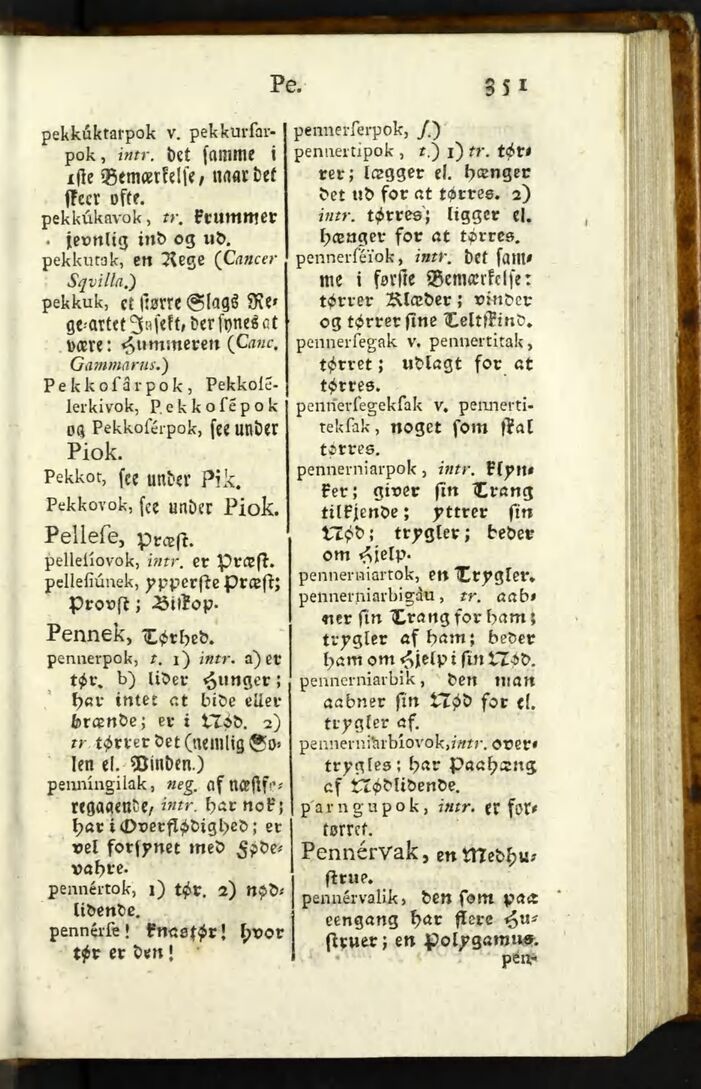 Pe. 351
pekkúktarpok v. pekkurſar-
pok, intr. det ſamme i
1ſte Bemærkelſe, naar det
ſkeer ofte.
pekkúkavok, tr. krummer
jevnlig ind og ud.
pekkutak, en Rege (Cancer
Sqvilla.)
pekkuk, et ſtørre Slags Re-
ge-artet Inſekt, der ſynes at
være: Hummeren (Canc.
Gammarus.)
Pekkoſârpok, Pekkoſé-
lerkivok, Pekkoſépok
og Pekkoſérpok, ſee under
Piok.
Pekkot, ſee under Pik.
Pekkovok, ſee under Piok.
Pelleſe, Præſt.
pelleſiovok, intr. er Præſt.
pelleſiúnek, ypperſte Præſt;
Provſt; Biſkop.
Pennek, Tørhed.
pennerpok, t. 1) intr. a) er
tør. b) lider Hunger;
har intet at bide eller
brænde; er i Nød. 2)
tr. tørrer det (nemlig So-
len el. Vinden.)
penníngilak, neg. af næſtfo-
regaaende, intr. har nok;
har i Overflødighed; er
vel forſynet med Føde-
vahre.
pennértok, 1) tør. 2) nød-
lidende.
pennérſe! knastør! hvor
tør er den!
pennerſerpok, ſ.)
pennertipok, t.) 1) tr. tør-
rer; lægger el. hænger
det ud for at tørres. 2)
intr. tørres; ligger el.
hænger for at tørres.
pennerſéïok, intr. det ſam-
me i førſte Bemærkelſe:
tørrer Klæder; vinder
og tørrer ſine Teltſkind.
pennerſegak v. pennertitak,
tørret; udlagt for at
tørres.
pennerſegekſak v. pennerti-
tekſak, noget ſom ſkal
tørres.
pennerniarpok, intr. klyn-
ker; giver ſin Trang
tilkjende; yttrer ſin
Nød; trygler; beder
om Hjelp.
pennerniartok, en Trygler.
penneŕniarbigâu, tr. aab-
ner ſin Trang for ham;
trygler af ham; beder
ham om Hjelp i ſin Nød.
penneŕniarbik, den man
aabner ſin Nød for el.
trygler af.
pennerniarbíovok, intr. over-
trygles; har Paahæng
af Nødlidende.
parngupok, intr. er for-
tørret.
Pennérvak, en Medhu-
ſtrue.
pennérvalik, den ſom paa
eengang har flere Hu-
ſtruer; en Polygamus.
pen-